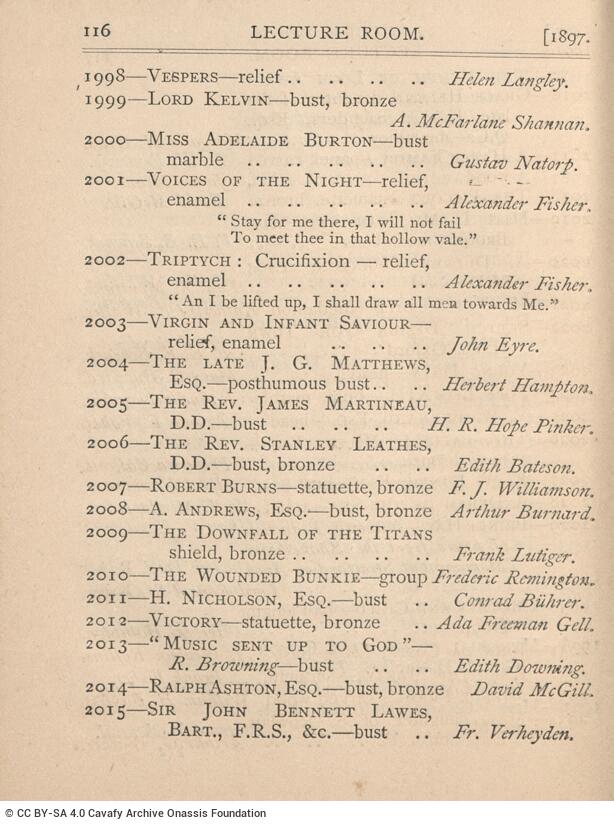 116 LECTURE ROOM. [1897.
1998—VESPERS—relief .. .. .. .. Helen Langley.
1999—LORD KELVIN—bust, bronze
A. McFarlane Shannan.
2000—MISS ADELAIDE BURTON—bust
marble .. .. .. .. .. Gustav Natorp.
2001—VOICES OF THE NIGHT—relief,
enamel .. .. .. .. .. Alexander Fisher.
“Stay for me there, I will not fail
To meet thee in that hollow vale.”
2002—TRIPTYCH : Crucifixion — relief,
enamel .. .. .. .. .. Alexander Fisher.
“An I be lifted up, I shall draw all men towards Me.”
2003—VIRGIN AND INFANT SAVIOUR—
relief, enamel .. .. .. John Eyre.
2004—THE LATE J. G. MATTHEWS,
ESQ.—posthumous bust.. .. Herbert Hampton.
2005—THE REV. JAMES MARTINEAU,
D.D.—bust .. .. .. .. H. R. Hope Pinker.
2006—THE REV. STANLEY LEATHES,
D.D.—bust, bronze .. .. Edith Bateson.
2007—ROBERT BURNS—statuette, bronze F. J. Williamson.
2008—A. ANDREWS, ESQ.—bust, bronze Arthur Burnard.
2009—THE DOWNFALL OF THE TITANS
shield, bronze .. .. .. .. Frank Lutiger.
2010—THE WOUNDED BUNKIE—group Frederic Remington.
2011—H. NICHOLSON, ESQ.—bust .. Conrad Bührer.
2012—VICTORY—statuette, bronze .. Ada Freeman Gell.
2013—“MUSIC SENT UP TO GOD”—
R. Browning—bust .. .. Edith Downing.
2014—RALPH ASHTON, ESQ.—bust, bronze David McGill.
2015—SIR JOHN BENNETT LAWES,
BART., F.R.S., &c.—bust .. Fr. Verheyden.
© CC BY-SA 4.0 Cavafy Archive Onassis Foundation